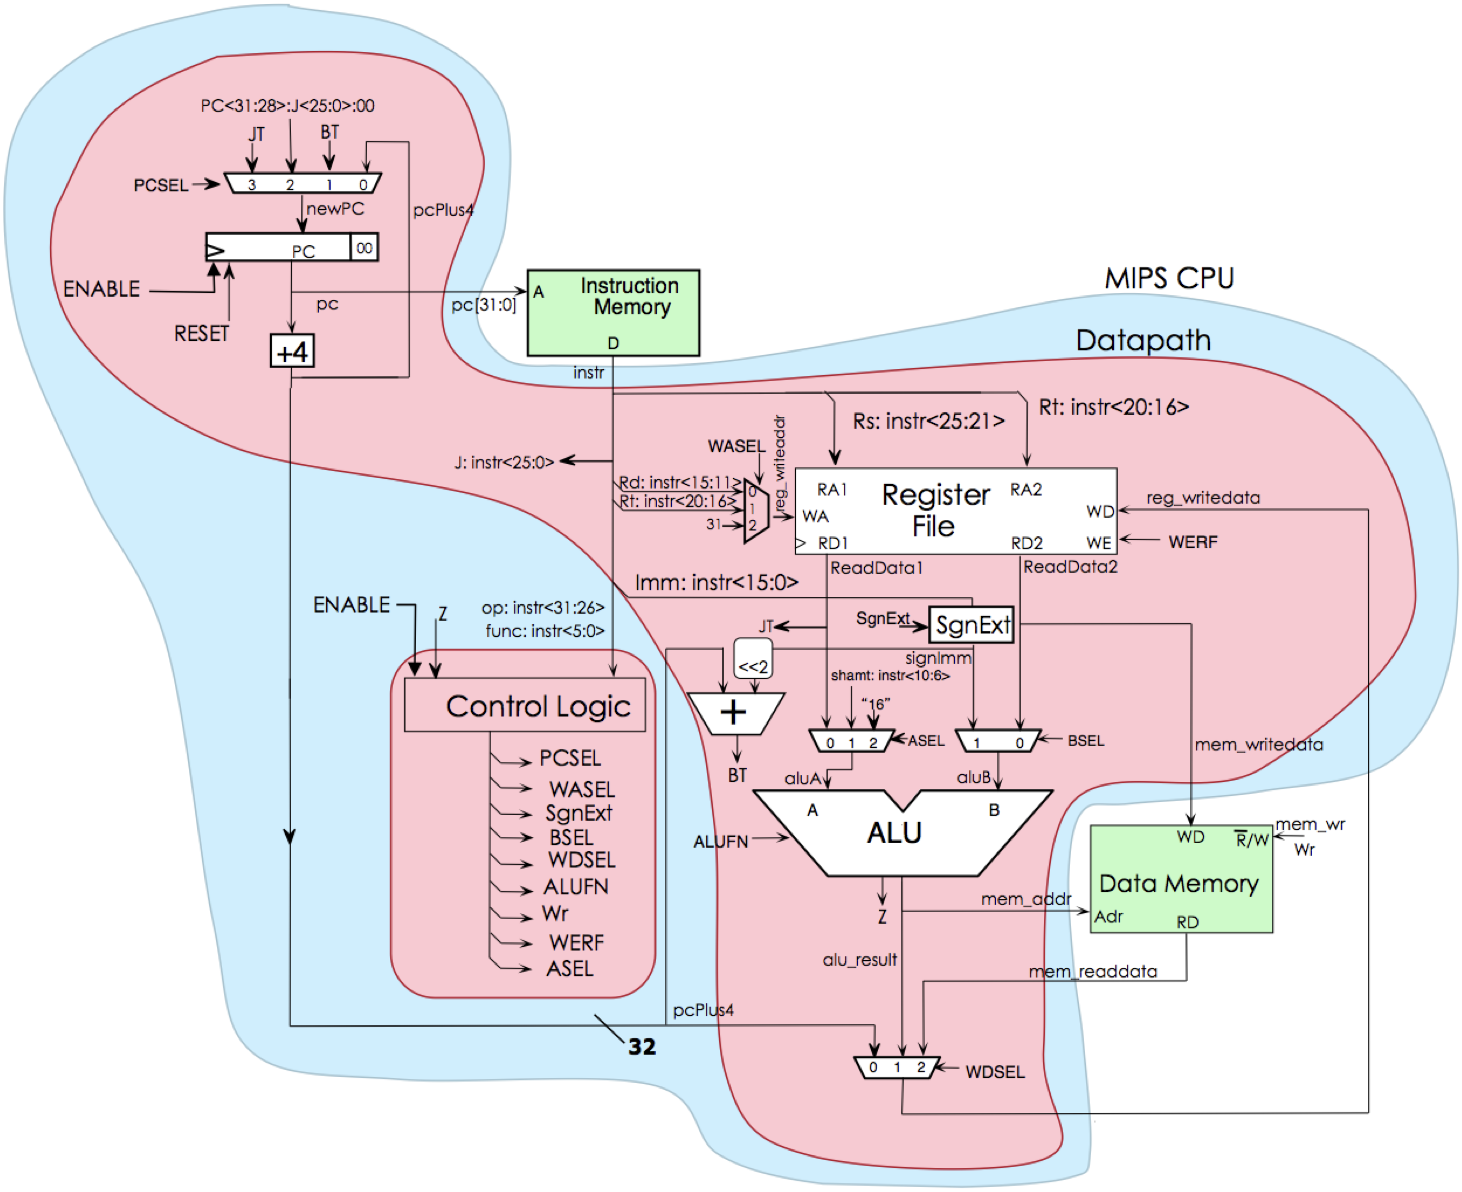 PC<31:28>:J<25:0>:00
JT
BT
PCSEL
3 2 1 0
newPC
pcPlus4
PC
00
ENABLE
RESET
pc
pc[31:0]
+4
A
Instruction
Memory
D
instr
MIPS CPU
Datapath
Rs: instr<25:21>
Rt: instr<20:16>
J: instr<25:0>
WASEL
reg_writeaddr
Rd: instr<15:11>
Rt: instr<20:16>
31
0
1
2
RA1
RA2
Register
File
WA
WD
WE
RD1
RD2
reg_writedata
WERF
ReadData1
ReadData2
Imm: instr<15:0>
ENABLE
Z
op: instr<31:26>
func: instr<5:0>
JT
SgnExt
SgnExt
signImm
<<2
shamt: instr<10:6>
"16"
+
BT
0 1 2
ASEL
1 0
BSEL
aluA
aluB
mem_writedata
Control Logic
PCSEL
WASEL
SgnExt
BSEL
WDSEL
ALUFN
Wr
WERF
ASEL
A
B
ALU
ALUFN
Z
WD
R/W
mem_wr
Wr
Data Memory
mem_addr
Adr
RD
alu_result
mem_readdata
pcPlus4
32
0 1 2
WDSEL